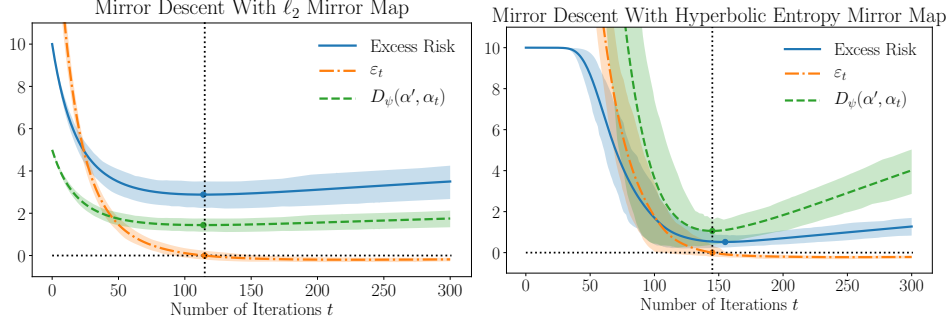 Mirror Descent With ℓ₂ Mirror Map
10
8
6
4
2
0
Excess Risk
εₜ
D_ψ(α′, αₜ)
0
50
100
150
200
250
300
Number of Iterations t
Mirror Descent With Hyperbolic Entropy Mirror Map
10
8
6
4
2
0
Excess Risk
εₜ
D_ψ(α′, αₜ)
0
50
100
150
200
250
300
Number of Iterations t